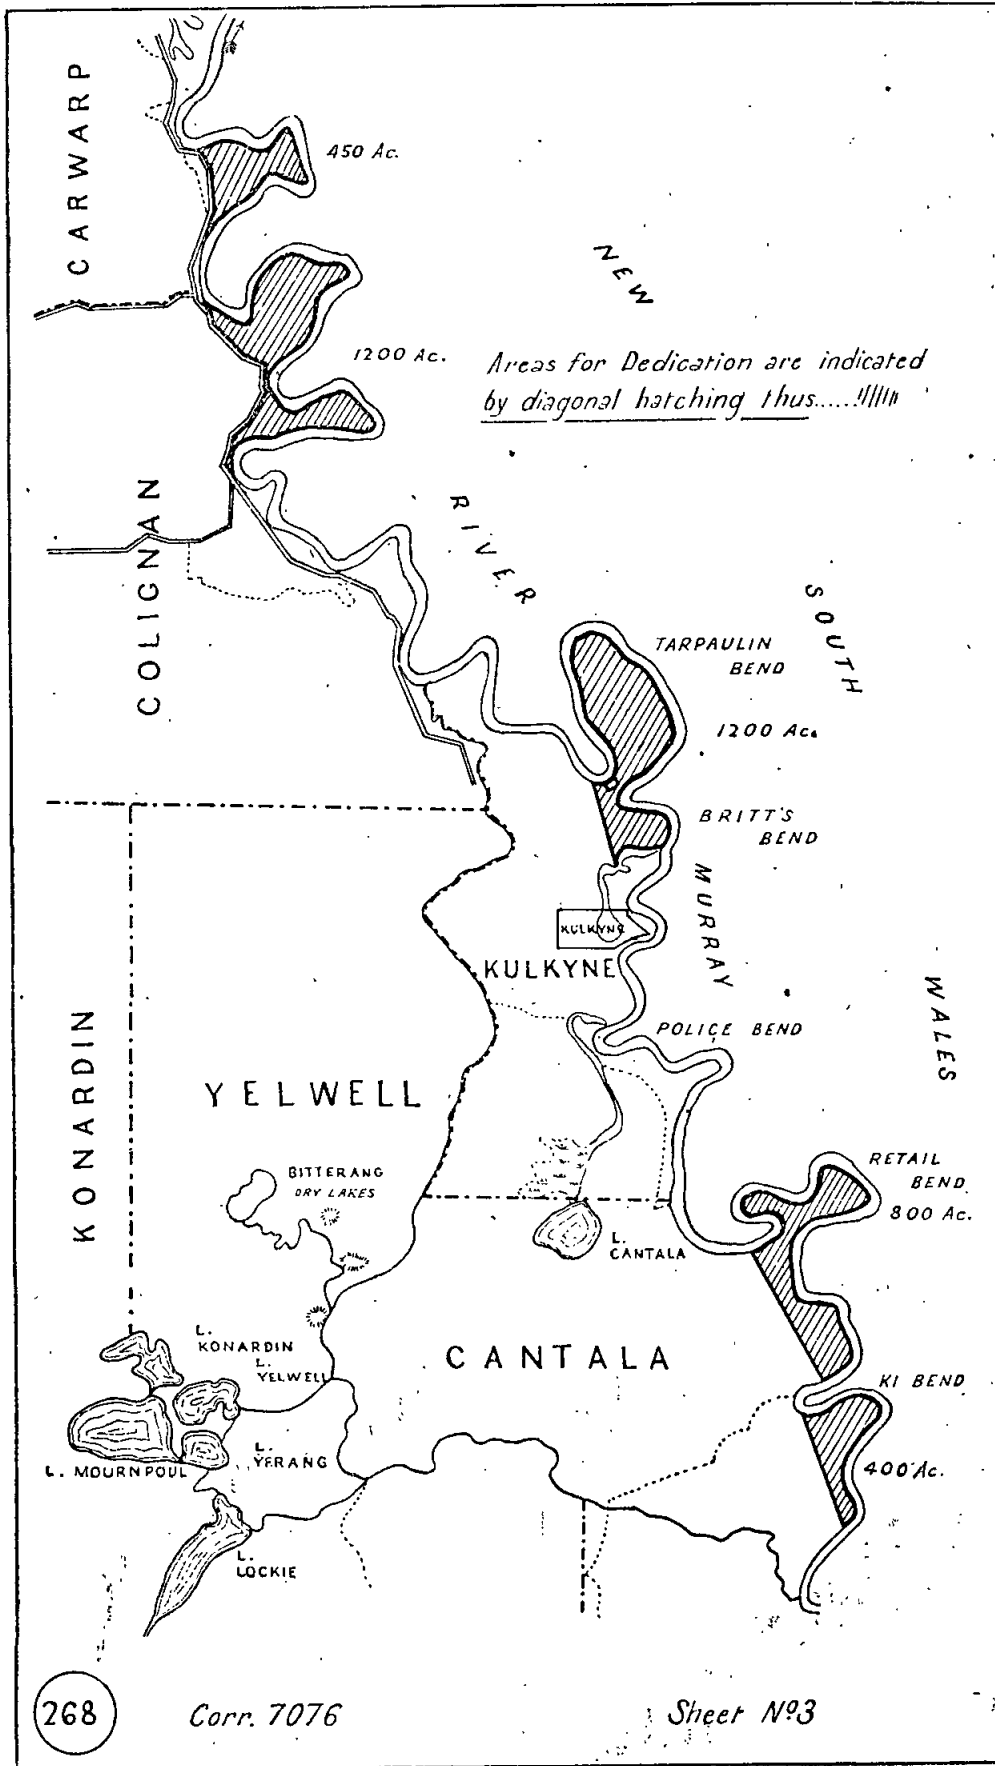 CARWARP
450 Ac.
NEW
1200 Ac.
Areas for Dedication are indicated
by diagonal hatching thus.....
COLIGNAN
RIVER
SOUTH
TARPAULIN
BEND
1200 Ac.
BRITT'S
BEND
MURRAY
KULKYNE
KULKYNE
WALES
POLICE BEND
KONARDIN
YELWELL
BITTERANG
DRY LAKES
RETAIL
BEND
800 Ac.
L.
CANTALA
L.
KONARDIN
L.
YELWELL
CANTALA
KI BEND
L.
YERANG
L. MOURNPOUL
400 Ac.
L.
LOCKIE
268
Corr. 7076
Sheet Nº3